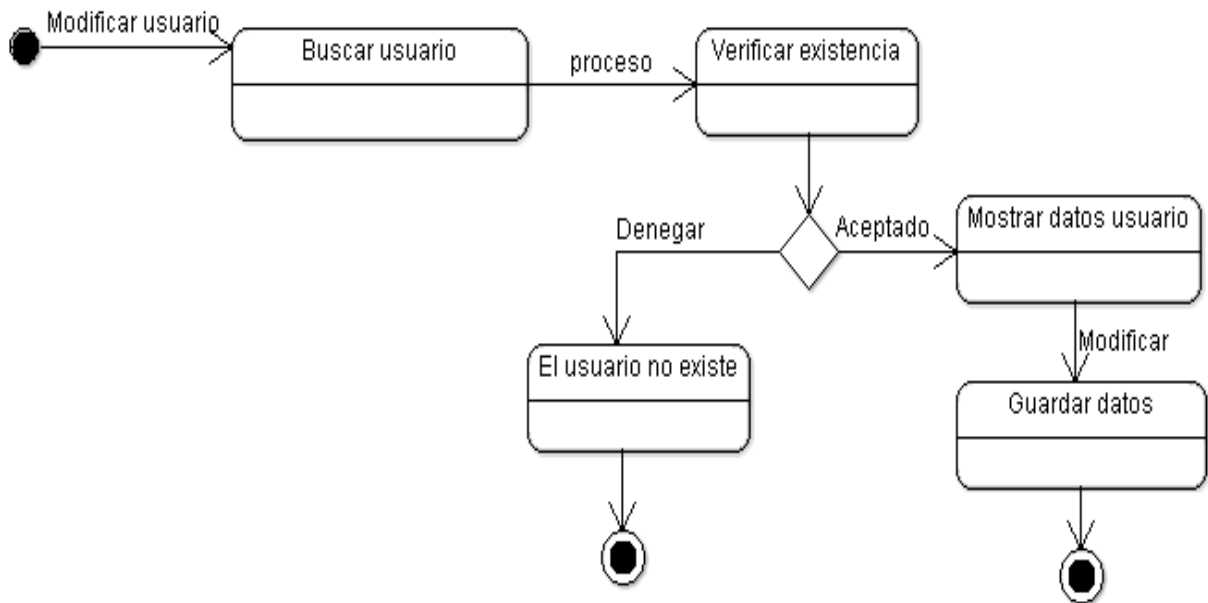 Modificar usuario
Buscar usuario
proceso
Verificar existencia
Denegar
Aceptado
Mostrar datos usuario
El usuario no existe
Modificar
Guardar datos